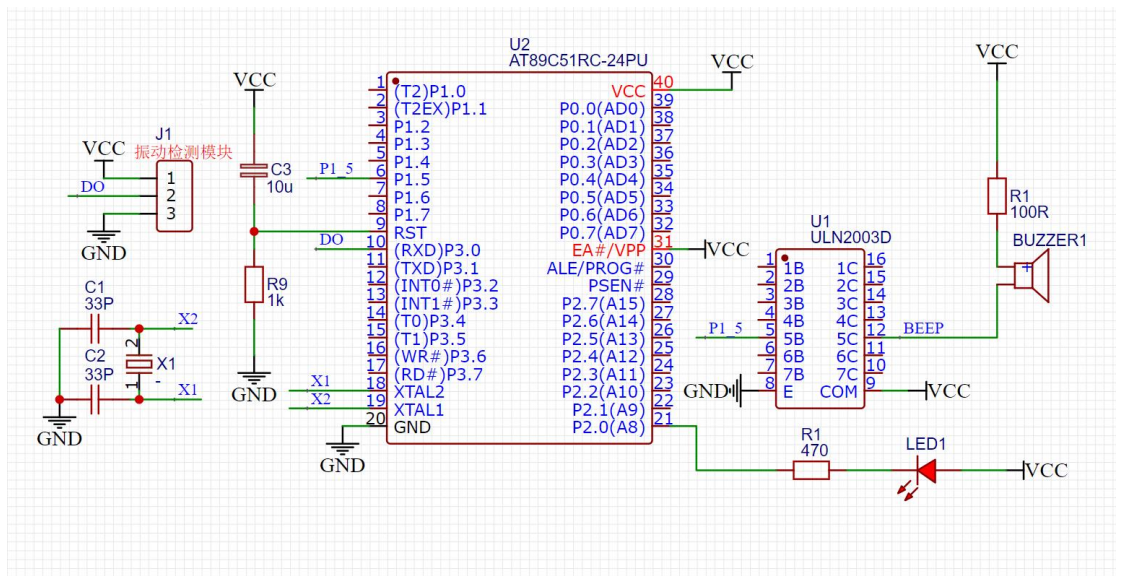 U2
AT89C51RC-24PU
VCC
J1
振动检测模块
1
2
3
VCC
DO
GND
VCC
C3
10u
R9
1k
GND
C1
33P
C2
33P
X2
2
X1
1
-
X1
GND
P1_5
DO
X1
X2
GND
1 (T2)P1.0
2 (T2EX)P1.1
3 P1.2
4 P1.3
5 P1.4
6 P1.5
7 P1.6
8 P1.7
9 RST
10 (RXD)P3.0
11 (TXD)P3.1
12 (INT0#)P3.2
13 (INT1#)P3.3
14 (T0)P3.4
15 (T1)P3.5
16 (WR#)P3.6
17 (RD#)P3.7
18 XTAL2
19 XTAL1
20 GND
VCC 40
P0.0(AD0) 39
P0.1(AD1) 38
P0.2(AD2) 37
P0.3(AD3) 36
P0.4(AD4) 35
P0.5(AD5) 34
P0.6(AD6) 33
P0.7(AD7) 32
EA#/VPP 31
ALE/PROG# 30
PSEN# 29
P2.7(A15) 28
P2.6(A14) 27
P2.5(A13) 26
P2.4(A12) 25
P2.3(A11) 24
P2.2(A10) 23
P2.1(A9) 22
P2.0(A8) 21
VCC
VCC
U1
ULN2003D
1 1B 1C 16
2 2B 2C 15
3 3B 3C 14
4 4B 4C 13
5 5B 5C 12
6 6B 6C 11
7 7B 7C 10
8 E COM 9
P1_5
GND
BEEP
VCC
VCC
R1
100R
BUZZER1
+
R1
470
LED1
VCC